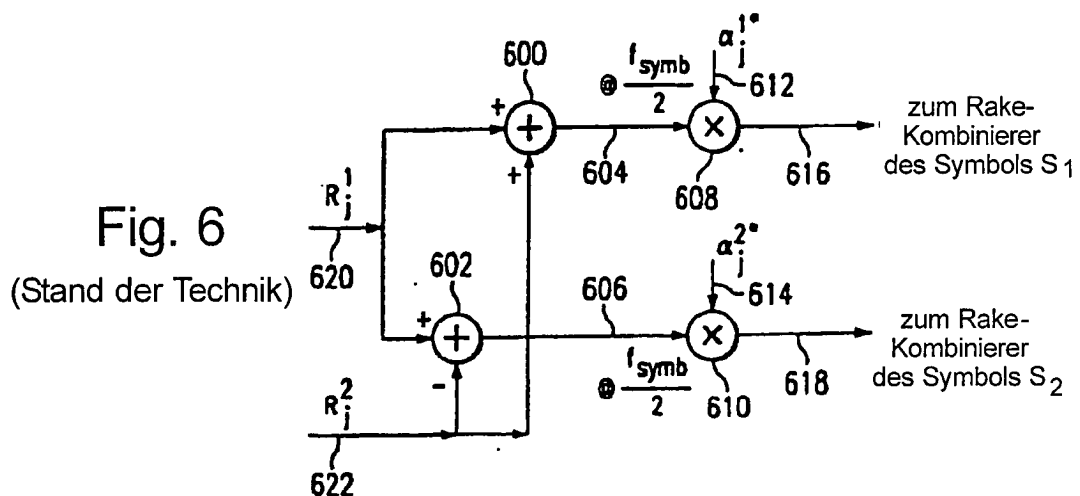 600
@ f_symb/2
α_j^1*
612
+
+
+
×
604
608
616
zum Rake-
Kombinierer
des Symbols S_1
Fig. 6
(Stand der Technik)
R_j^1
620
602
606
α_j^2*
614
+
+
-
×
@ f_symb/2
610
618
zum Rake-
Kombinierer
des Symbols S_2
R_j^2
622